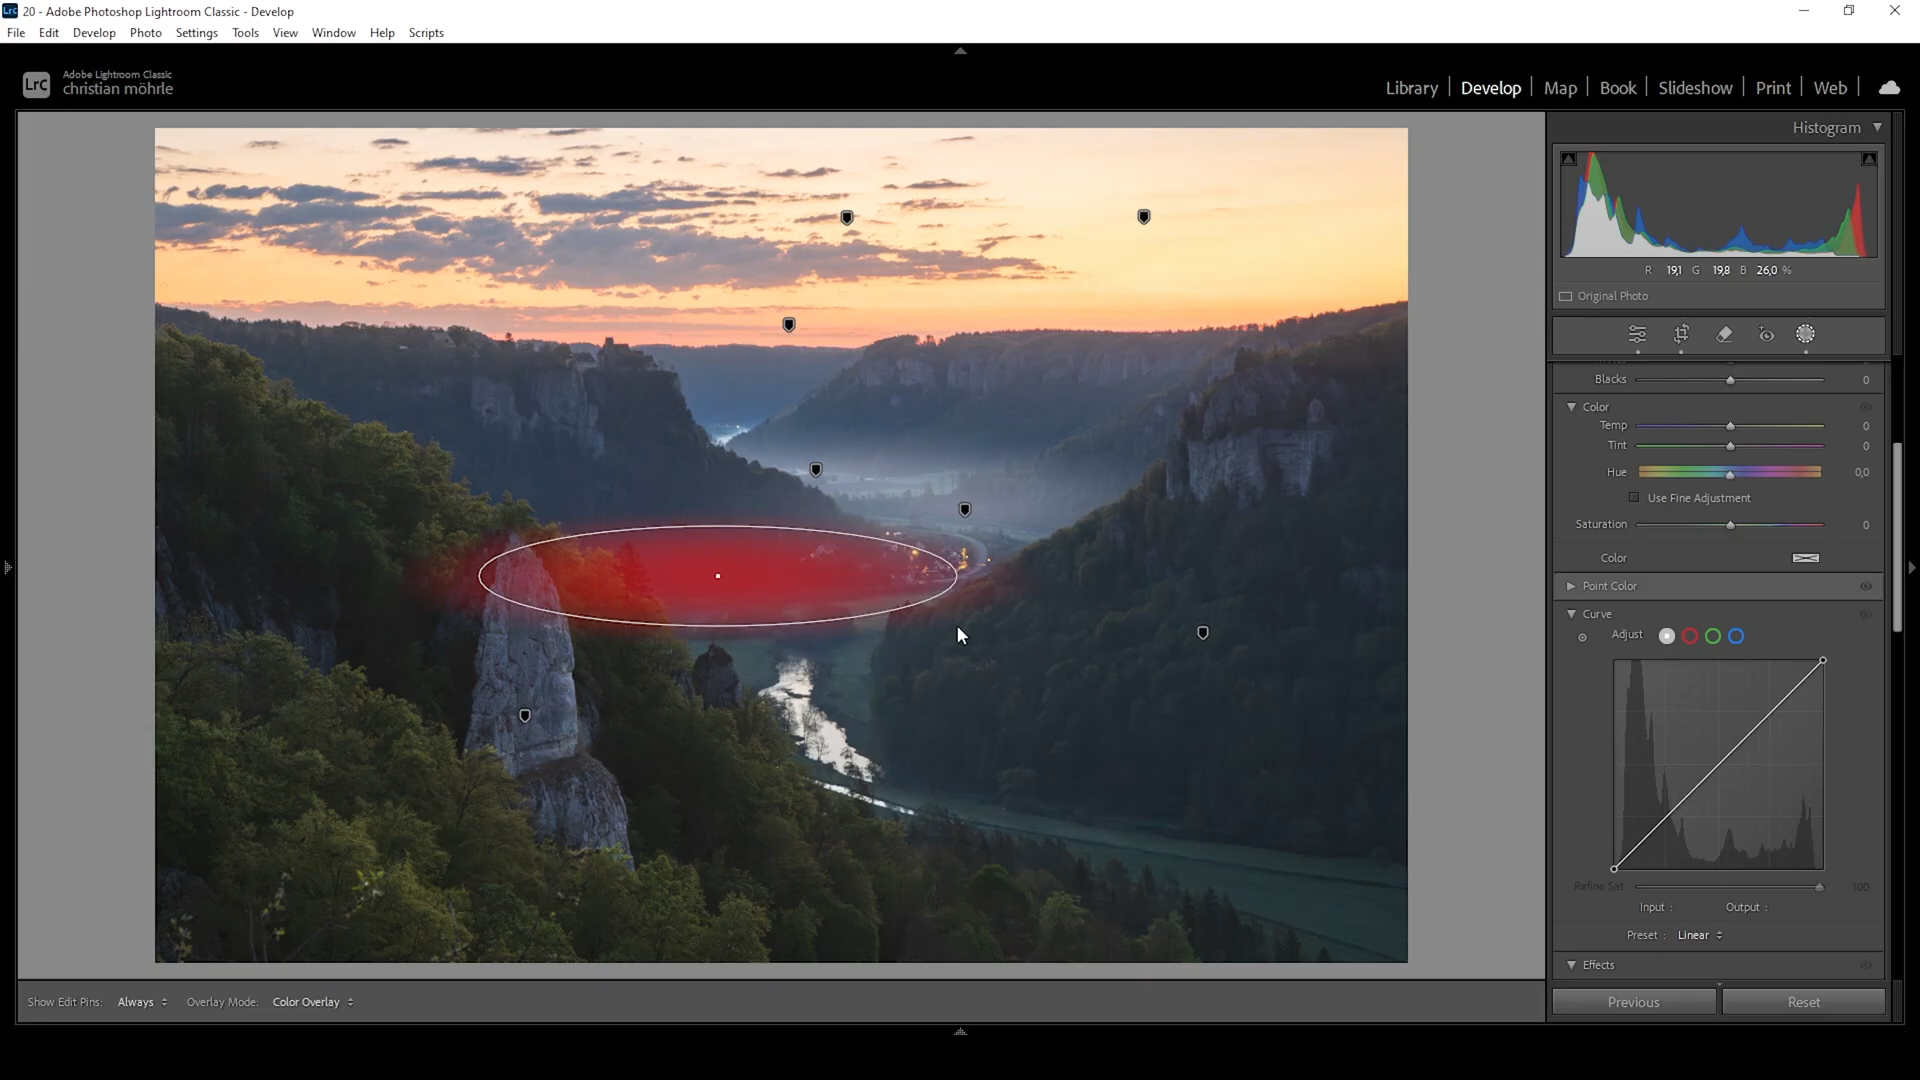 20 - Adobe Photoshop Lightroom Classic - Develop
File Edit Develop Photo Settings Tools View Window Help Scripts
LrC
Adobe Lightroom Classic
christian möhrle
Library Develop Map Book Slideshow Print Web
Histogram
R 19,1 G 19,8 B 26,0 %
Original Photo
Blacks 0
Color
Temp 0
Tint 0
Hue 0,0
Use Fine Adjustment
Saturation 0
Color
Point Color
Curve
Adjust
Refine Sat. 100
Input : Output :
Preset : Linear
Effects
Show Edit Pins: Always Overlay Mode: Color Overlay
Previous Reset